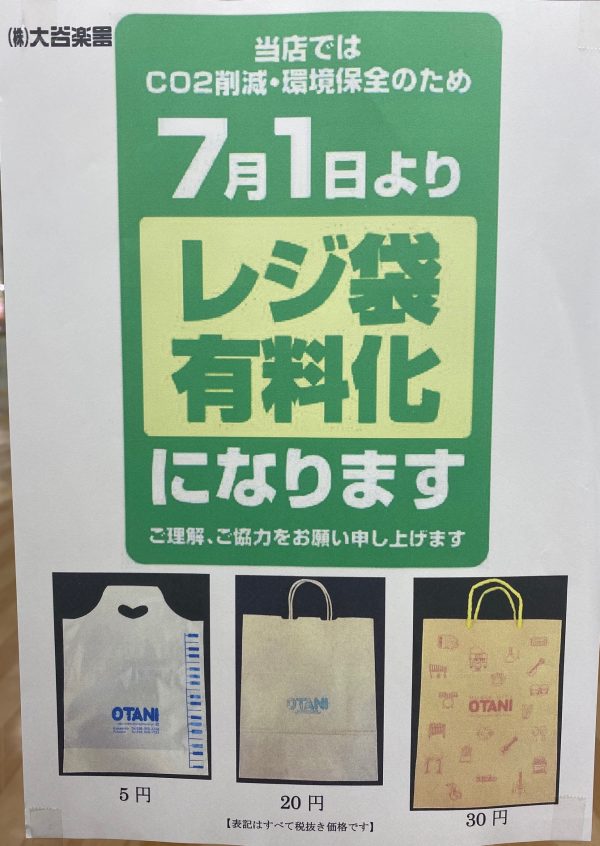 (株)大谷楽器
当店では
CO2削減・環境保全のため
7月1日より
レジ袋
有料化
になります
ご理解、ご協力をお願い申し上げます
OTANI
OTANI
OTANI
5円
20円
30円
【表記はすべて税抜き価格です】